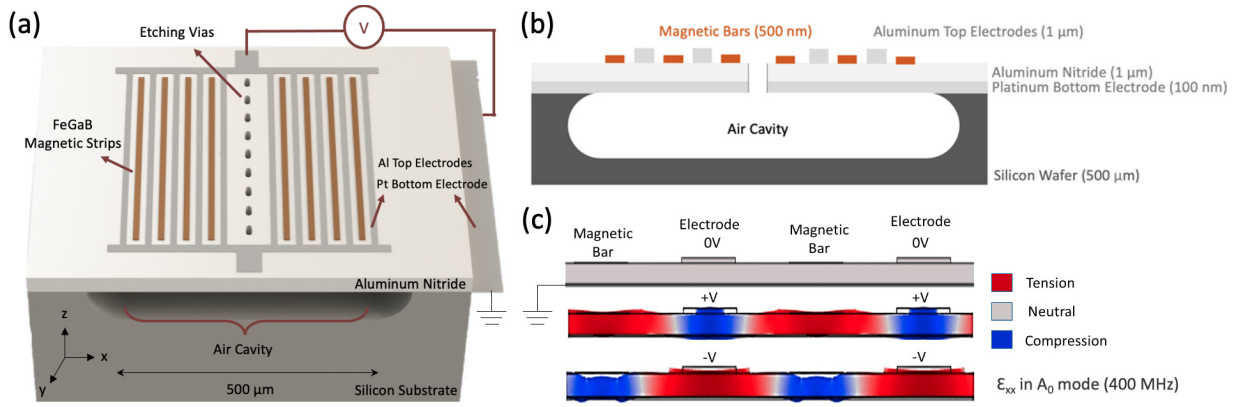 (a)
Etching Vias
V
FeGaB
Magnetic Strips
Al Top Electrodes
Pt Bottom Electrode
Aluminum Nitride
z
x
y
Air Cavity
500 µm
Silicon Substrate
(b)
Magnetic Bars (500 nm)
Aluminum Top Electrodes (1 µm)
Aluminum Nitride (1 µm)
Platinum Bottom Electrode (100 nm)
Air Cavity
Silicon Wafer (500 µm)
(c)
Magnetic
Bar
Electrode
0V
Magnetic
Bar
Electrode
0V
+V
+V
-V
-V
Tension
Neutral
Compression
Ɛxx in A0 mode (400 MHz)